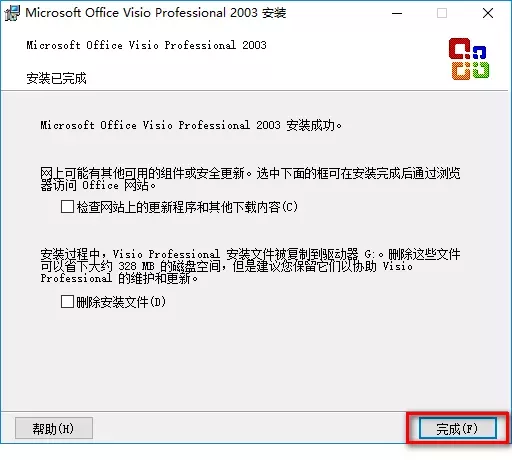 Microsoft Office Visio Professional 2003 安装
Microsoft Office Visio Professional 2003
安装已完成
Microsoft Office Visio Professional 2003 安装成功。
网上可能有其他可用的组件或安全更新。选中下面的框可在安装完成后通过浏览
器访问 Office 网站。
检查网站上的更新程序和其他下载内容(C)
安装过程中，Visio Professional 安装文件被复制到驱动器 G:。删除这些文件
可以省下大约 328 MB 的磁盘空间，但是建议您保留它们以协助 Visio
Professional 的维护和更新。
删除安装文件(D)
帮助(H)
完成(F)